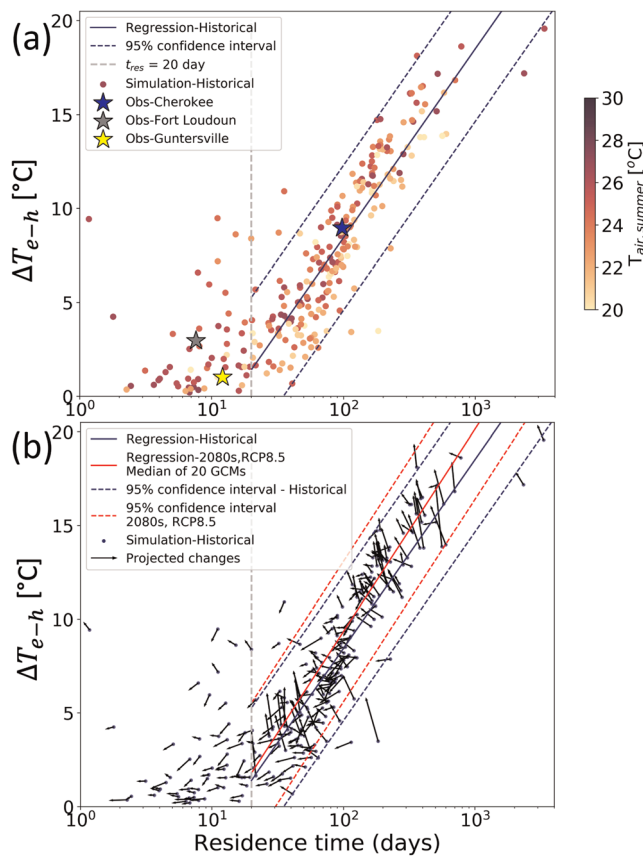 (a)
Regression-Historical
95% confidence interval
t_res = 20 day
Simulation-Historical
Obs-Cherokee
Obs-Fort Loudoun
Obs-Guntersville
20
15
10
5
0
ΔT_e−h [°C]
10^0
10^1
10^2
10^3
30
28
26
24
22
20
T_air, summer [°C]
(b)
Regression-Historical
Regression-2080s,RCP8.5
Median of 20 GCMs
95% confidence interval - Historical
95% confidence interval
2080s, RCP8.5
Simulation-Historical
Projected changes
20
15
10
5
0
ΔT_e−h [°C]
10^0
10^1
10^2
10^3
Residence time (days)